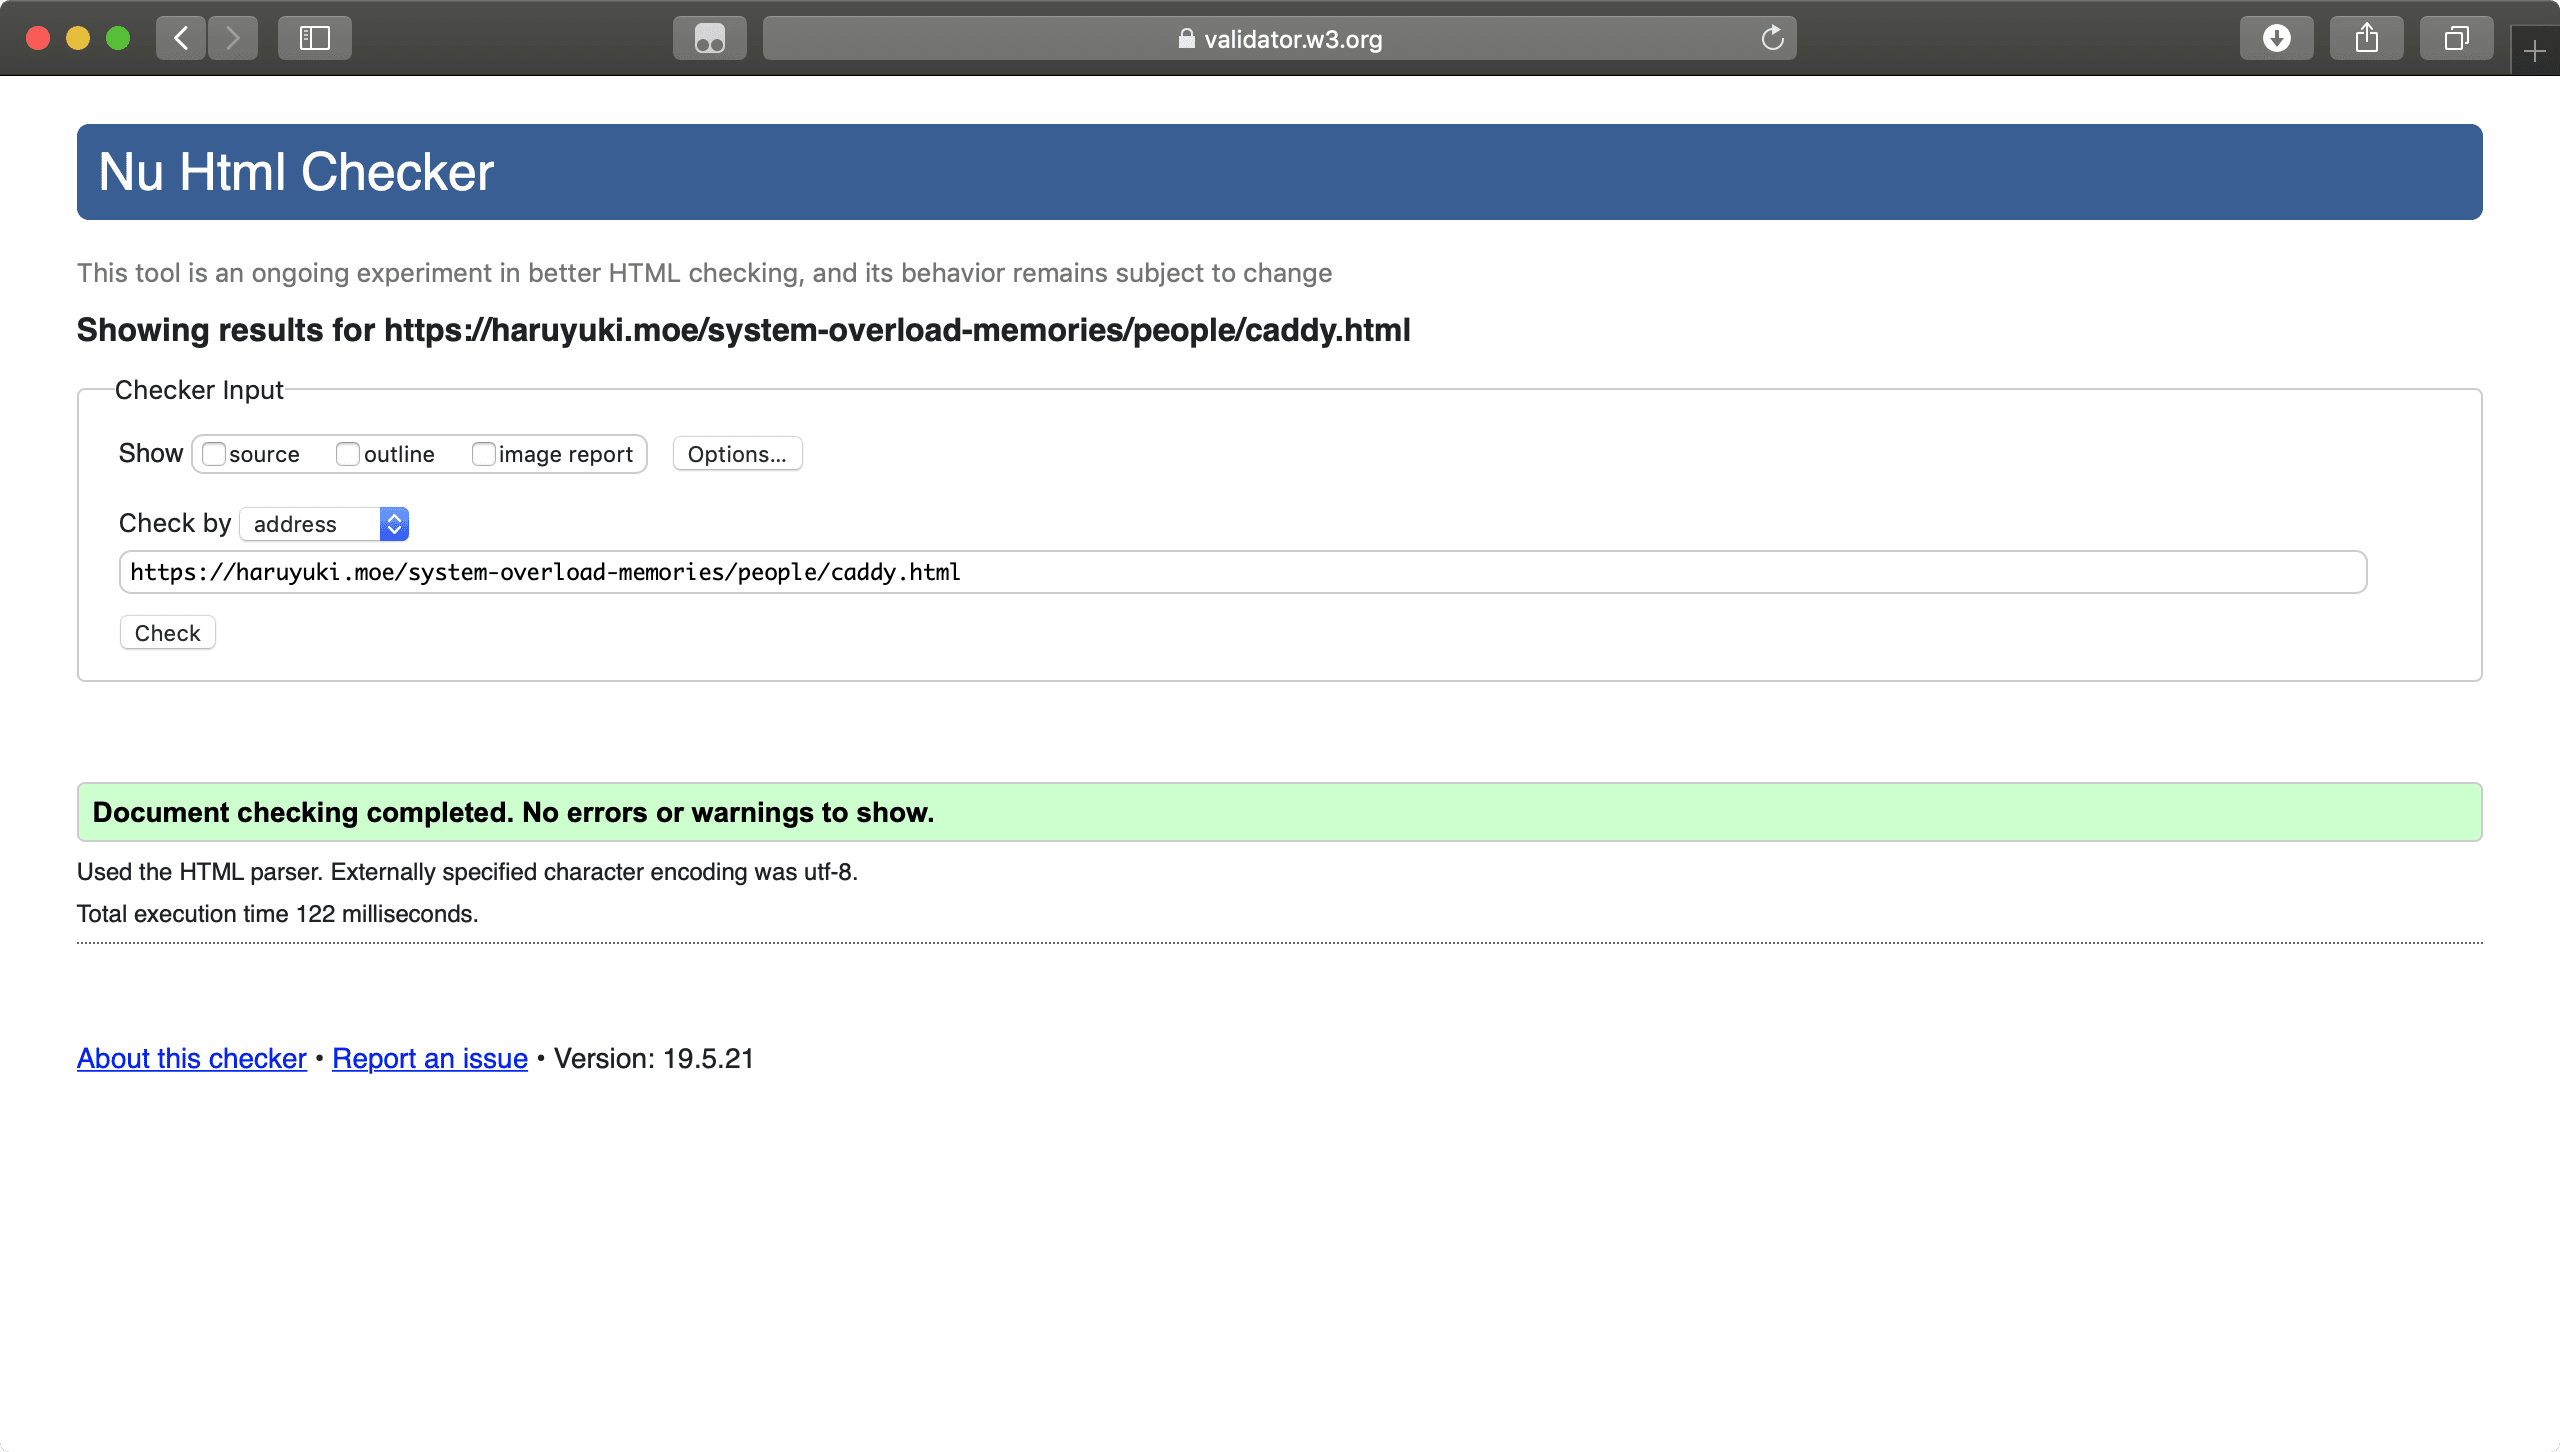 validator.w3.org
Nu Html Checker
This tool is an ongoing experiment in better HTML checking, and its behavior remains subject to change
Showing results for https://haruyuki.moe/system-overload-memories/people/caddy.html
Checker Input
Show source outline image report Options...
Check by address
https://haruyuki.moe/system-overload-memories/people/caddy.html
Check
Document checking completed. No errors or warnings to show.
Used the HTML parser. Externally specified character encoding was utf-8.
Total execution time 122 milliseconds.
About this checker • Report an issue • Version: 19.5.21